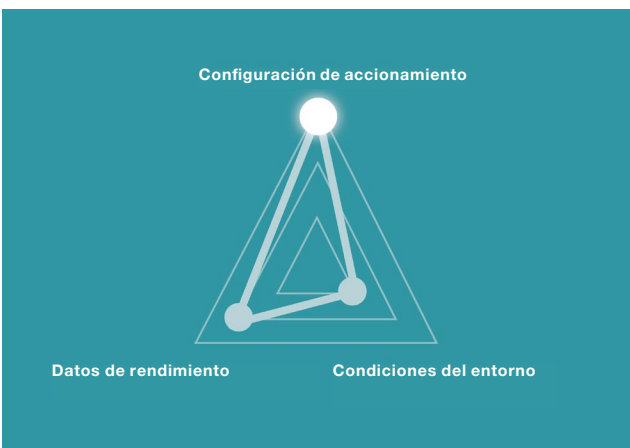 Configuración de accionamiento
Datos de rendimiento
Condiciones del entorno